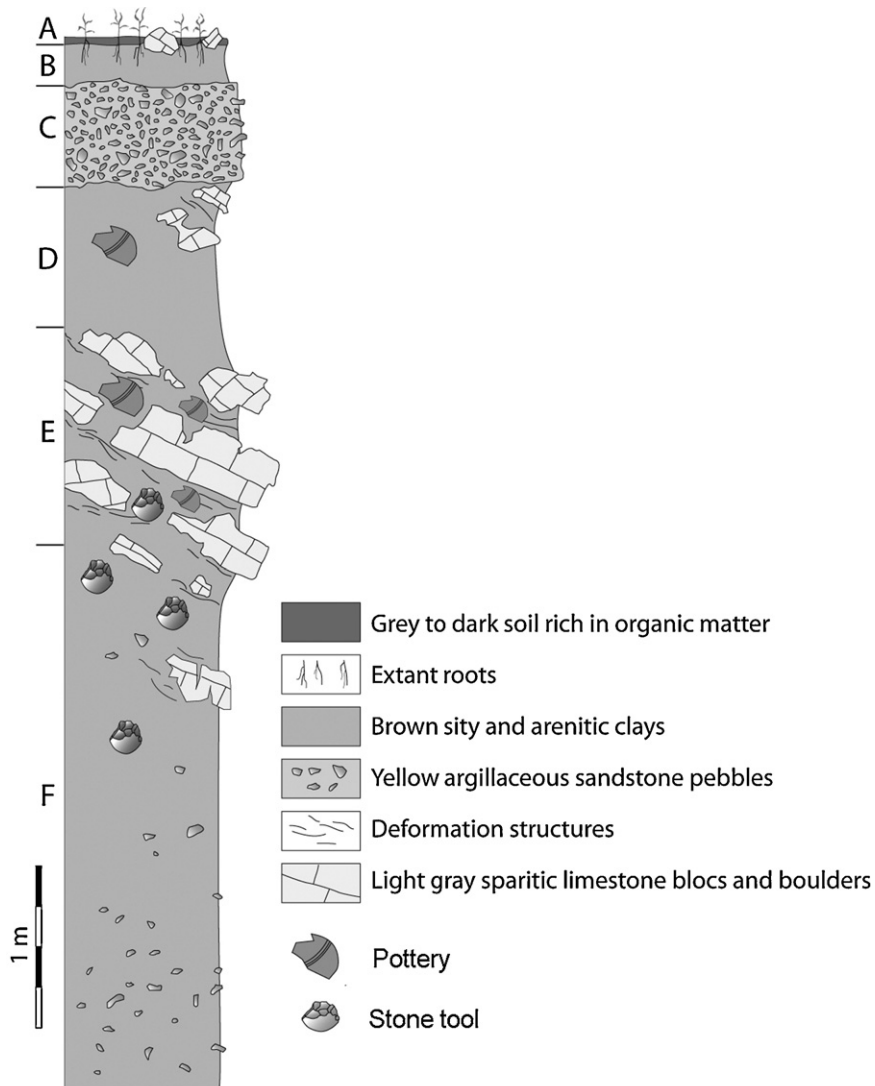 A
B
C
D
E
F
1 m
Grey to dark soil rich in organic matter
Extant roots
Brown sity and arenitic clays
Yellow argillaceous sandstone pebbles
Deformation structures
Light gray sparitic limestone blocs and boulders
Pottery
Stone tool